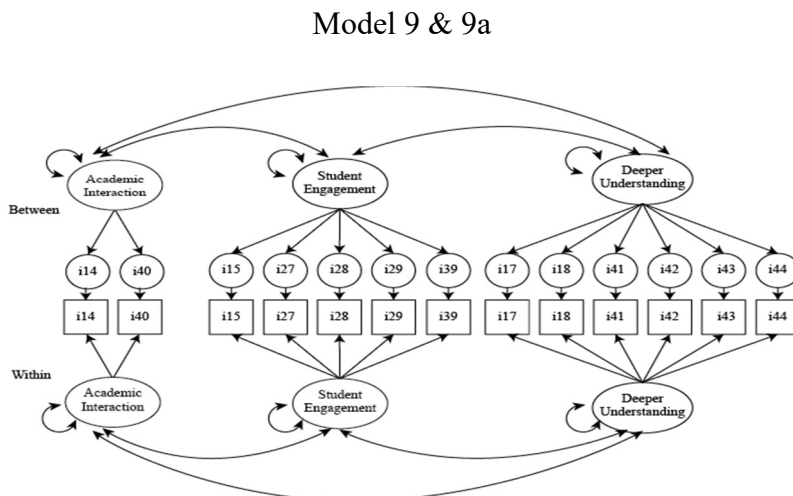 Model 9 & 9a
Academic
Interaction
Student
Engagement
Deeper
Understanding
Between
i14 i40 i15 i27 i28 i29 i39 i17 i18 i41 i42 i43 i44
i14 i40 i15 i27 i28 i29 i39 i17 i18 i41 i42 i43 i44
Within
Academic
Interaction
Student
Engagement
Deeper
Understanding